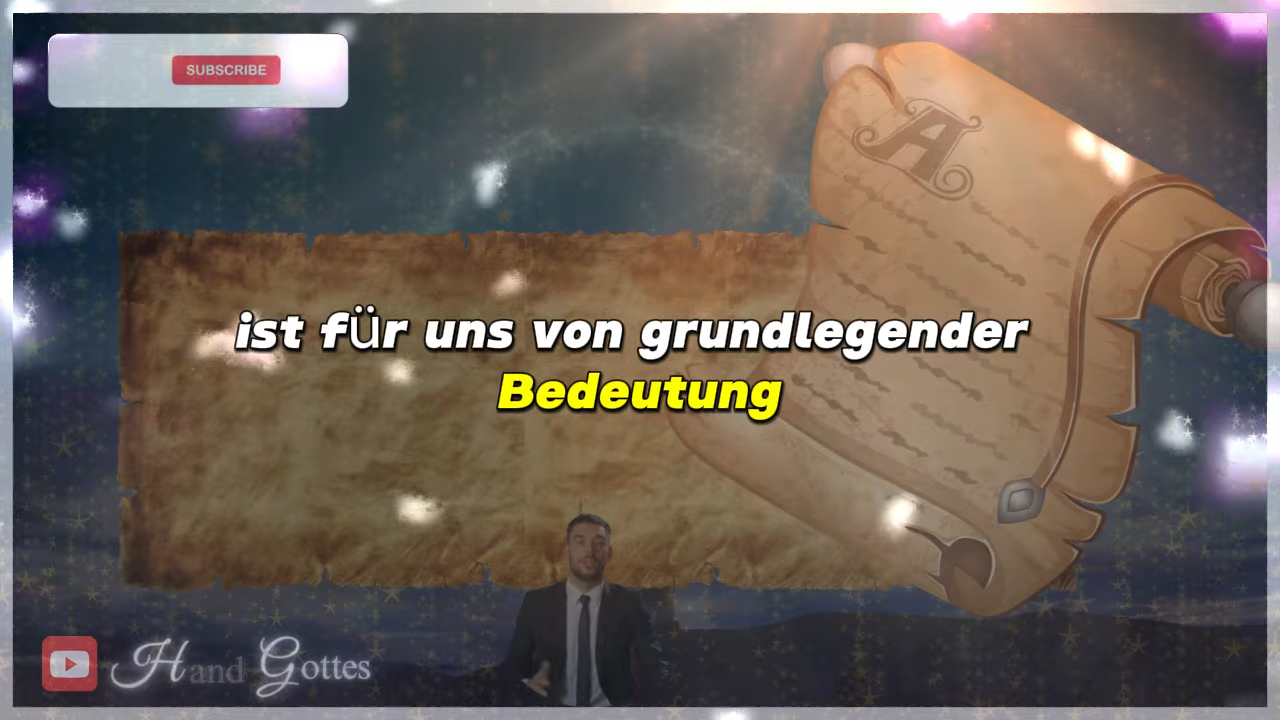 SUBSCRIBE
A
ist für uns von grundlegender
Bedeutung
Hand Gottes